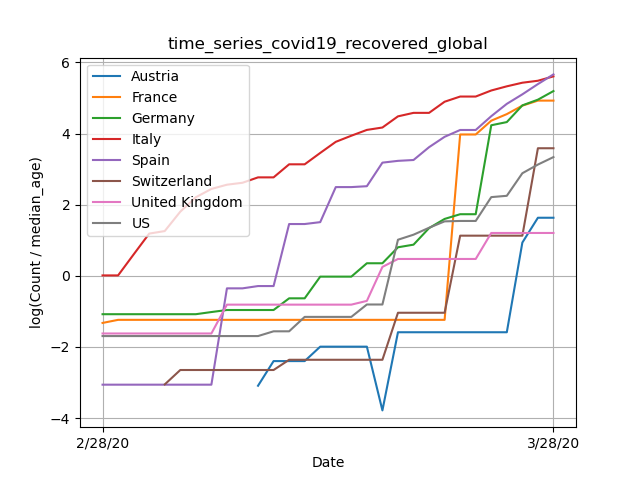 time_series_covid19_recovered_global
log(Count / median_age)
6
4
2
0
−2
−4
Austria
France
Germany
Italy
Spain
Switzerland
United Kingdom
US
2/28/20
3/28/20
Date